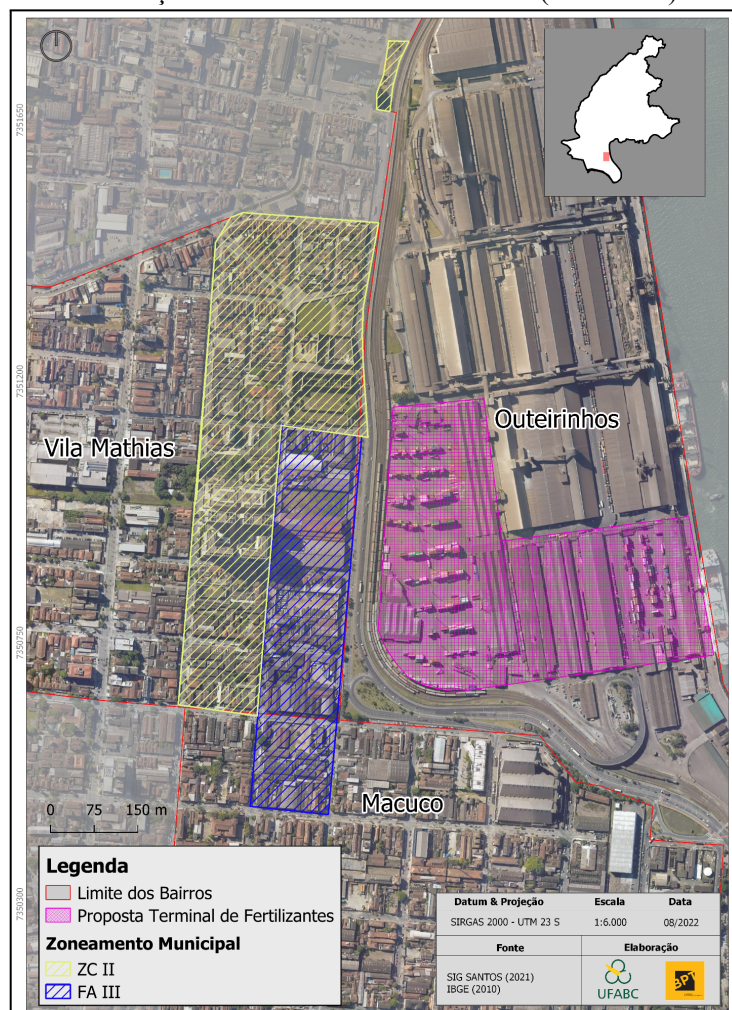 7351650
7351200
Outeirinhos
Vila Mathias
7350750
Macuco
0 75 150 m
7350300
Legenda
Limite dos Bairros
Proposta Terminal de Fertilizantes
Zoneamento Municipal
ZC II
FA III
Datum & Projeção Escala Data
SIRGAS 2000 - UTM 23 S 1:6.000 08/2022
Fonte Elaboração
SIG SANTOS (2021)
IBGE (2010)
UFABC